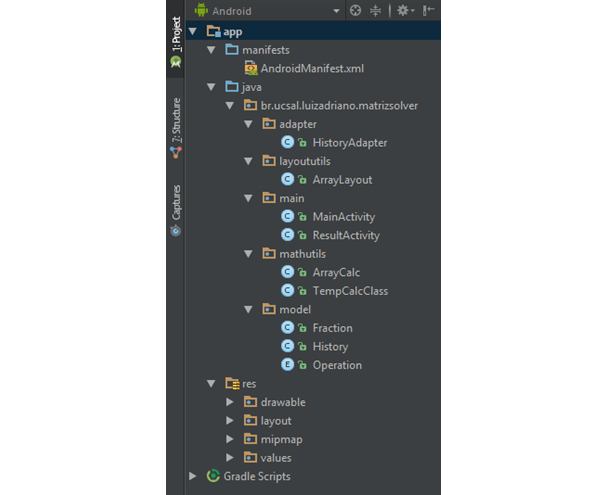 Android
1: Project
app
manifests
AndroidManifest.xml
java
br.ucsal.luizadriano.matrizsolver
adapter
C HistoryAdapter
layoututils
C ArrayLayout
main
C MainActivity
C ResultActivity
mathutils
C ArrayCalc
C TempCalcClass
model
C Fraction
C History
E Operation
res
drawable
layout
mipmap
values
Gradle Scripts
7: Structure
Captures